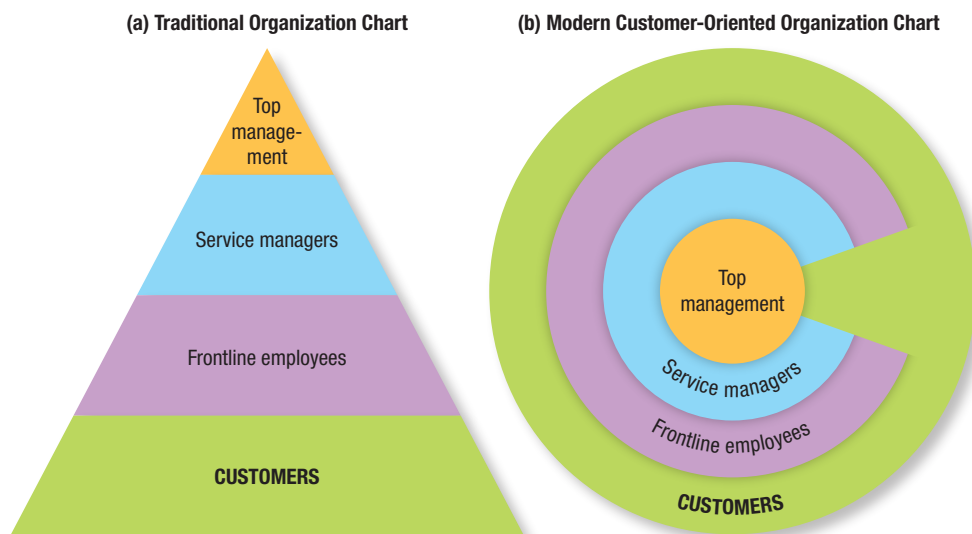 (a) Traditional Organization Chart
Top
manage-
ment
Service managers
Frontline employees
CUSTOMERS
(b) Modern Customer-Oriented Organization Chart
Top
management
Service managers
Frontline employees
CUSTOMERS